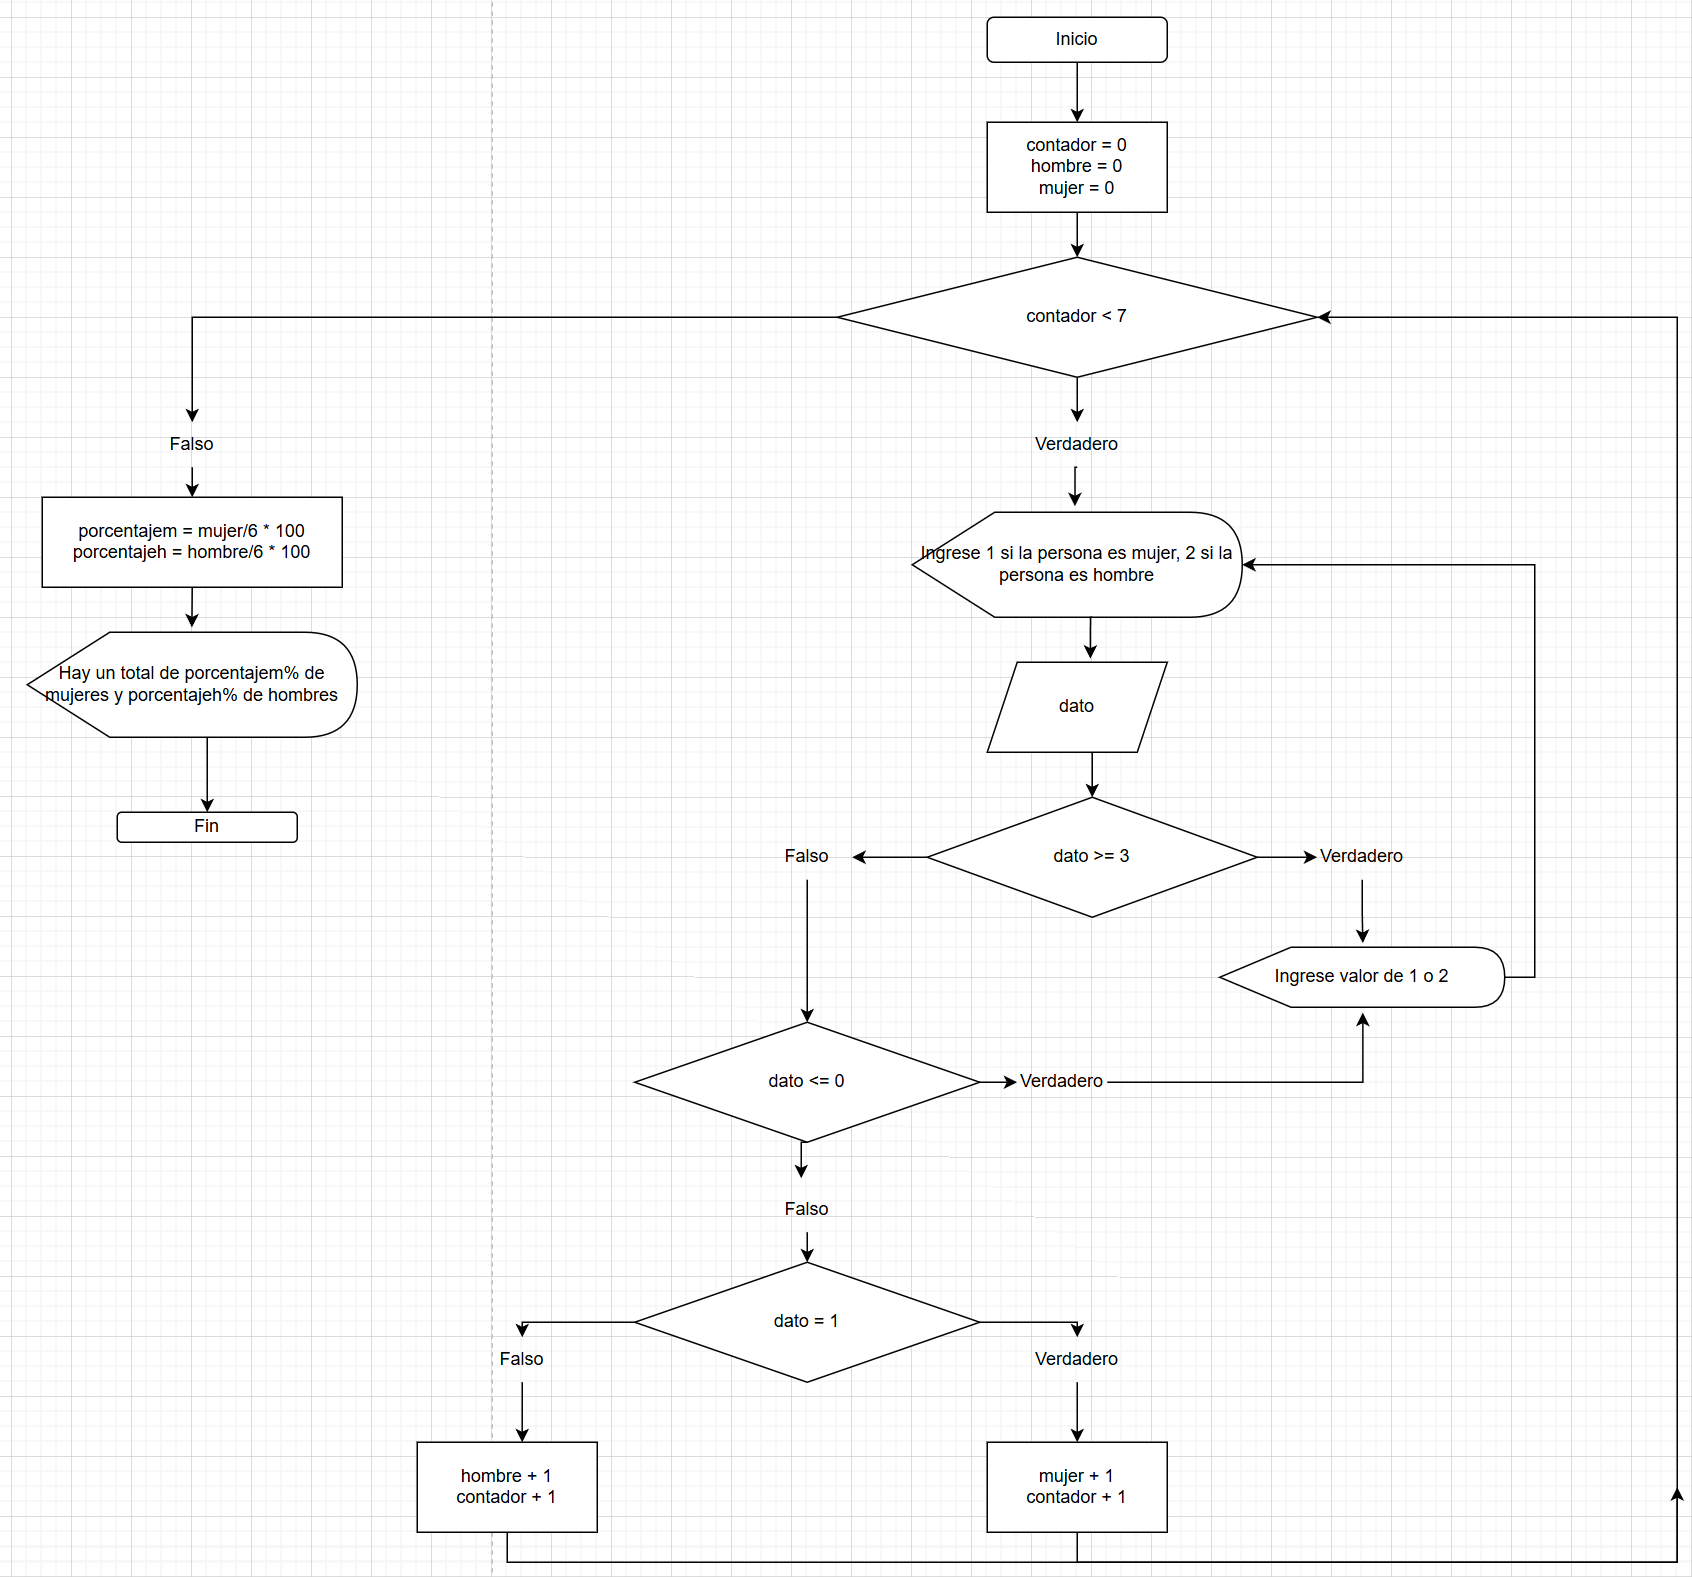 Inicio
contador = 0
hombre = 0
mujer = 0
contador < 7
Falso
Verdadero
porcentajem = mujer/6 * 100
porcentajeh = hombre/6 * 100
Ingrese 1 si la persona es mujer, 2 si la
persona es hombre
Hay un total de porcentajem% de
mujeres y porcentajeh% de hombres
dato
Fin
Falso
dato >= 3
Verdadero
Ingrese valor de 1 o 2
dato <= 0
Verdadero
Falso
dato = 1
Falso
Verdadero
hombre + 1
contador + 1
mujer + 1
contador + 1